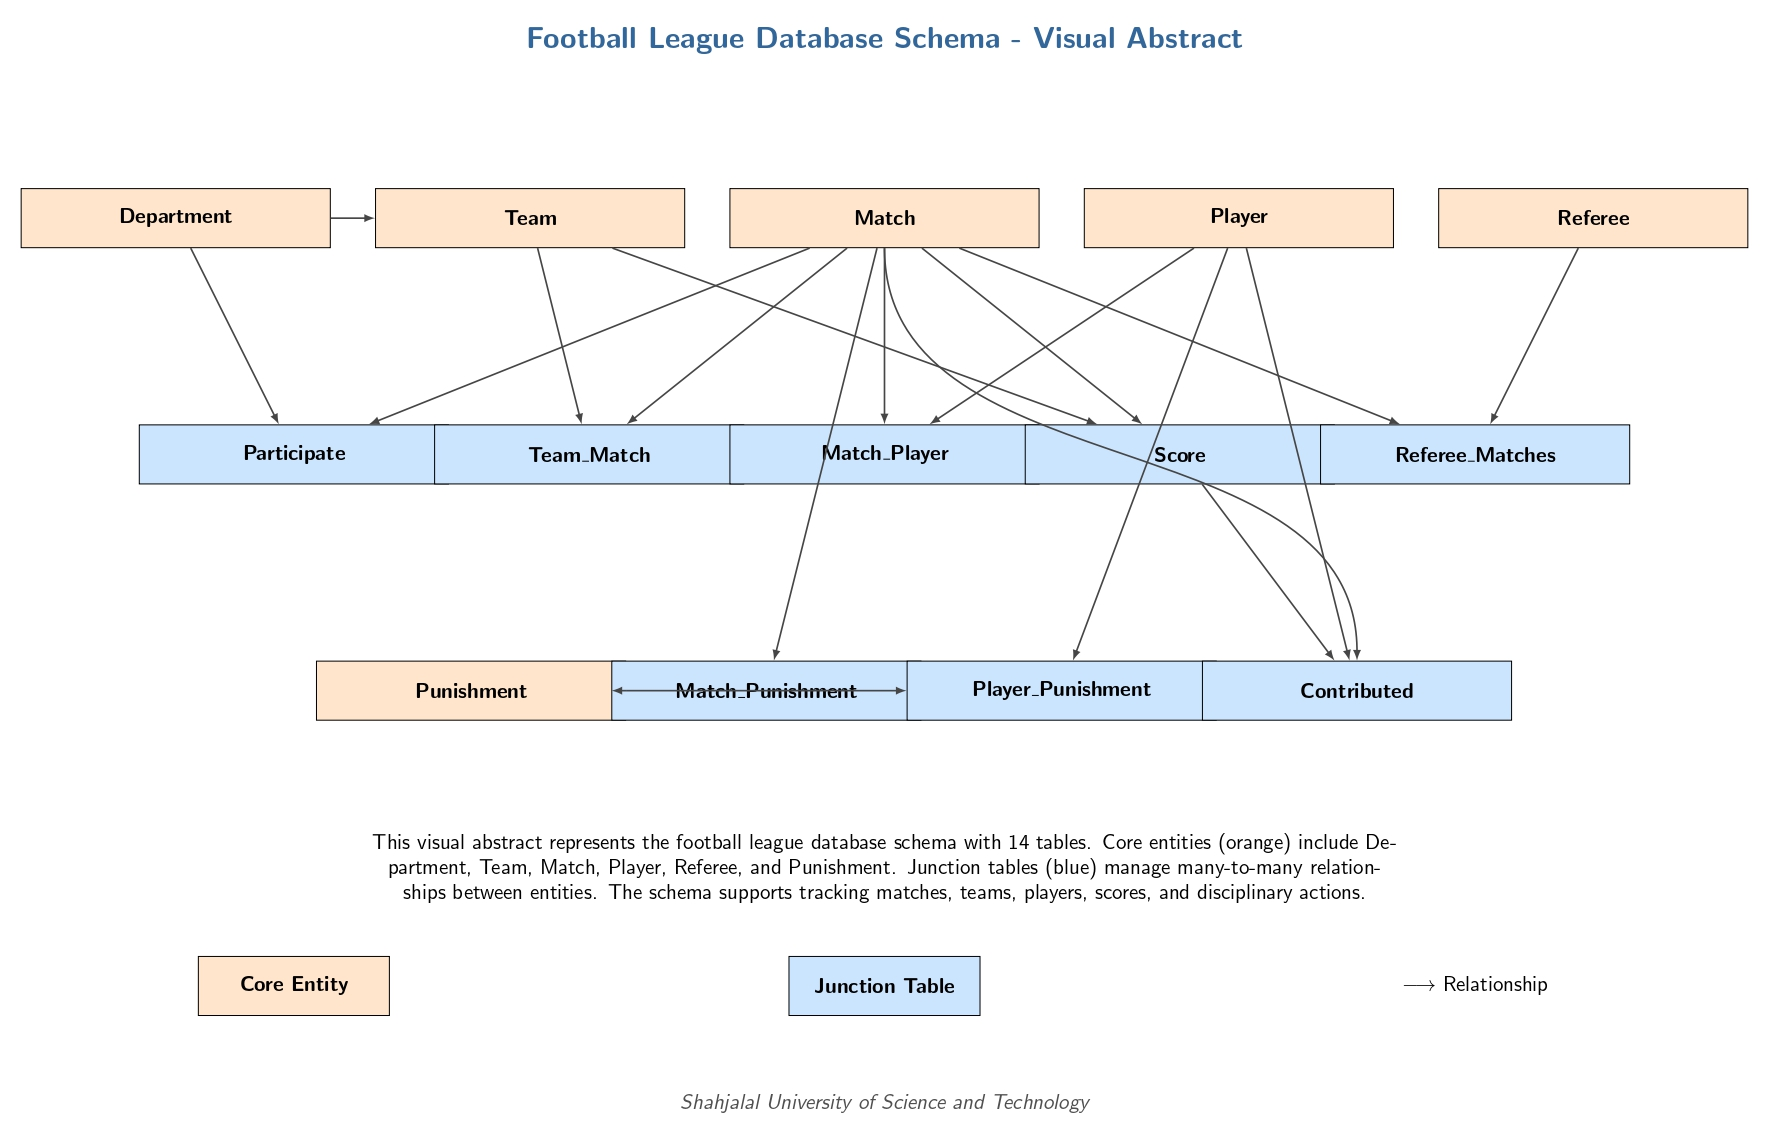 Football League Database Schema - Visual Abstract
Department
Team
Match
Player
Referee
Participate
Team_Match
Match_Player
Score
Referee_Matches
Punishment
Match_Punishment
Player_Punishment
Contributed
This visual abstract represents the football league database schema with 14 tables. Core entities (orange) include De-
partment, Team, Match, Player, Referee, and Punishment. Junction tables (blue) manage many-to-many relation-
ships between entities. The schema supports tracking matches, teams, players, scores, and disciplinary actions.
Core Entity
Junction Table
Relationship
Shahjalal University of Science and Technology